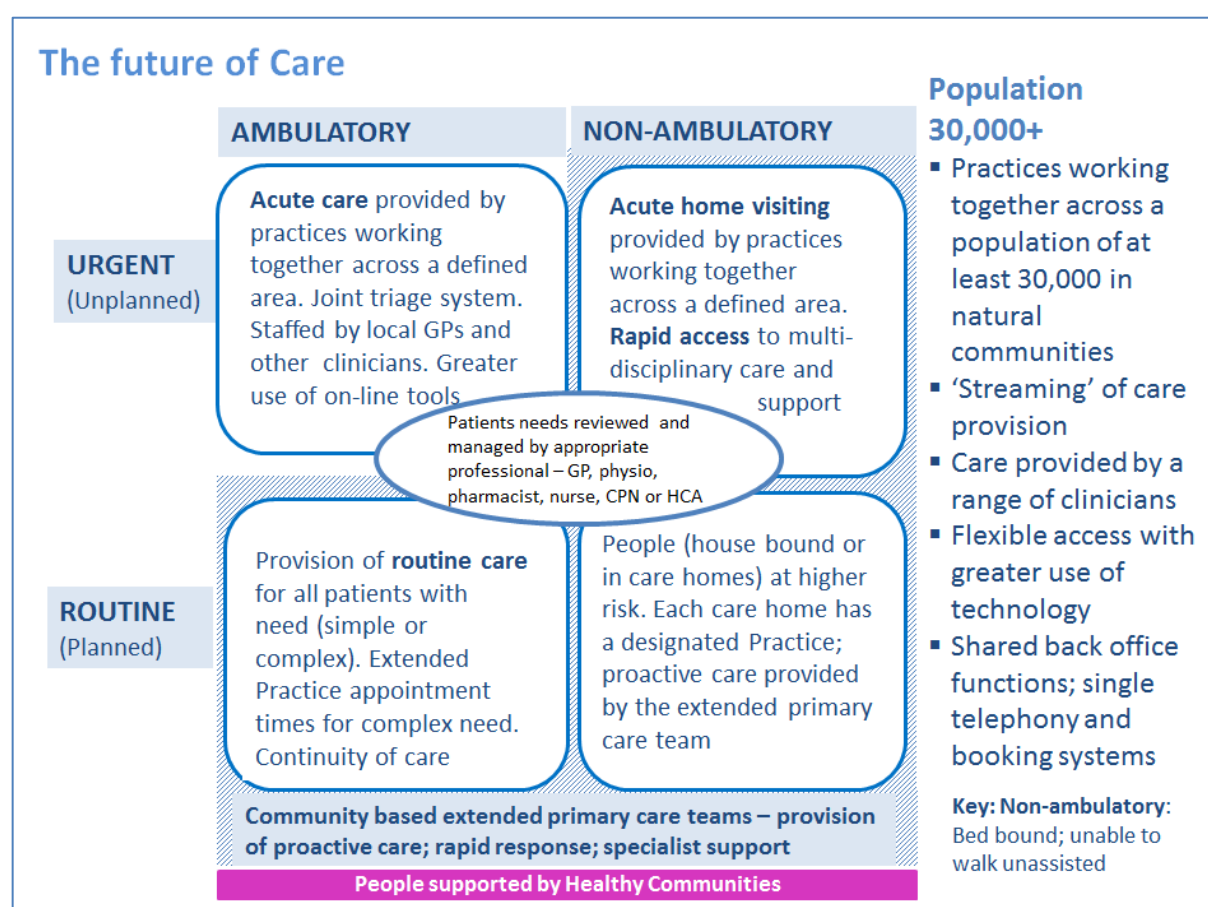 The future of Care
AMBULATORY
NON-AMBULATORY
URGENT
(Unplanned)
Acute care provided by
practices working
together across a defined
area. Joint triage system.
Staffed by local GPs and
other clinicians. Greater
use of on-line tools
Acute home visiting
provided by practices
working together
across a defined area.
Rapid access to multi-
disciplinary care and
support
Patients needs reviewed and
managed by appropriate
professional – GP, physio,
pharmacist, nurse, CPN or HCA
ROUTINE
(Planned)
Provision of routine care
for all patients with
need (simple or
complex). Extended
Practice appointment
times for complex need.
Continuity of care
People (house bound or
in care homes) at higher
risk. Each care home has
a designated Practice;
proactive care provided
by the extended primary
care team
Community based extended primary care teams – provision
of proactive care; rapid response; specialist support
People supported by Healthy Communities
Population
30,000+
▪ Practices working
together across a
population of at
least 30,000 in
natural
communities
▪ ‘Streaming’ of care
provision
▪ Care provided by a
range of clinicians
▪ Flexible access with
greater use of
technology
▪ Shared back office
functions; single
telephony and
booking systems
Key: Non-ambulatory:
Bed bound; unable to
walk unassisted